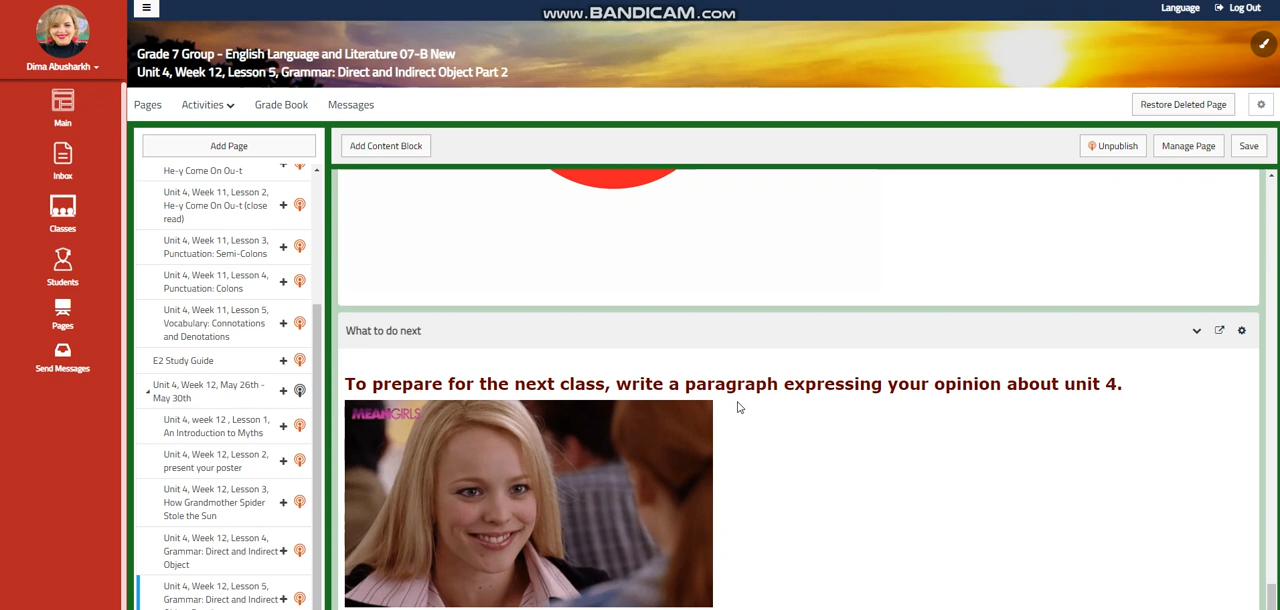 www.BANDICAM.com
Language
Log Out
Dima Abusharkh
Grade 7 Group - English Language and Literature 07-B New
Unit 4, Week 12, Lesson 5, Grammar: Direct and Indirect Object Part 2
Pages
Activities
Grade Book
Messages
Restore Deleted Page
Main
Inbox
Classes
Students
Pages
Send Messages
Add Page
Add Content Block
Unpublish
Manage Page
Save
He-y Come On Ou-t
Unit 4, Week 11, Lesson 2,
He-y Come On Ou-t (close
read)
Unit 4, Week 11, Lesson 3,
Punctuation: Semi-Colons
Unit 4, Week 11, Lesson 4,
Punctuation: Colons
Unit 4, Week 11, Lesson 5,
Vocabulary: Connotations
and Denotations
E2 Study Guide
Unit 4, Week 12, May 26th -
May 30th
Unit 4, week 12 , Lesson 1,
An Introduction to Myths
Unit 4, Week 12, Lesson 2,
present your poster
Unit 4, Week 12, Lesson 3,
How Grandmother Spider
Stole the Sun
Unit 4, Week 12, Lesson 4,
Grammar: Direct and Indirect
Object
Unit 4, Week 12, Lesson 5,
Grammar: Direct and Indirect
What to do next
To prepare for the next class, write a paragraph expressing your opinion about unit 4.
MEAN GIRLS